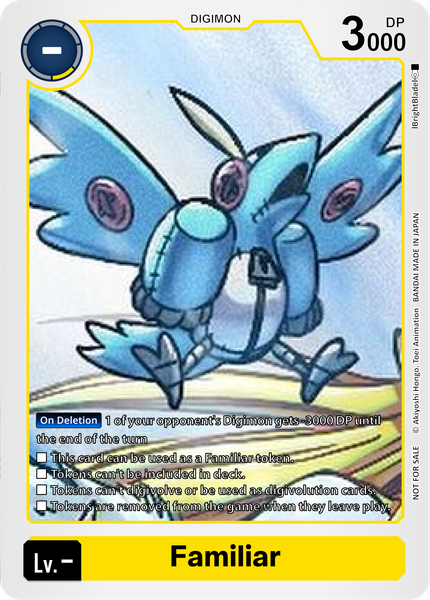 DIGIMON
-
3000
DP
On Deletion 1 of your opponent's Digimon gets -3000 DP until
the end of the turn
□ This card can be used as a Familiar token.
□ Tokens can't be included in deck.
□ Tokens can't digivolve or be used as digivolution cards.
□ Tokens are removed from the game when they leave play.
Lv.-
Familiar
NOT FOR SALE © Akiyoshi Hongo. Toei Animation BANDAI MADE IN JAPAN
IBrightBladeI